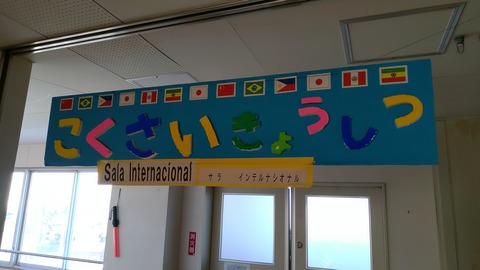 こくさいきょうしつ
Sala Internacional
サラ　インテルナシオナル